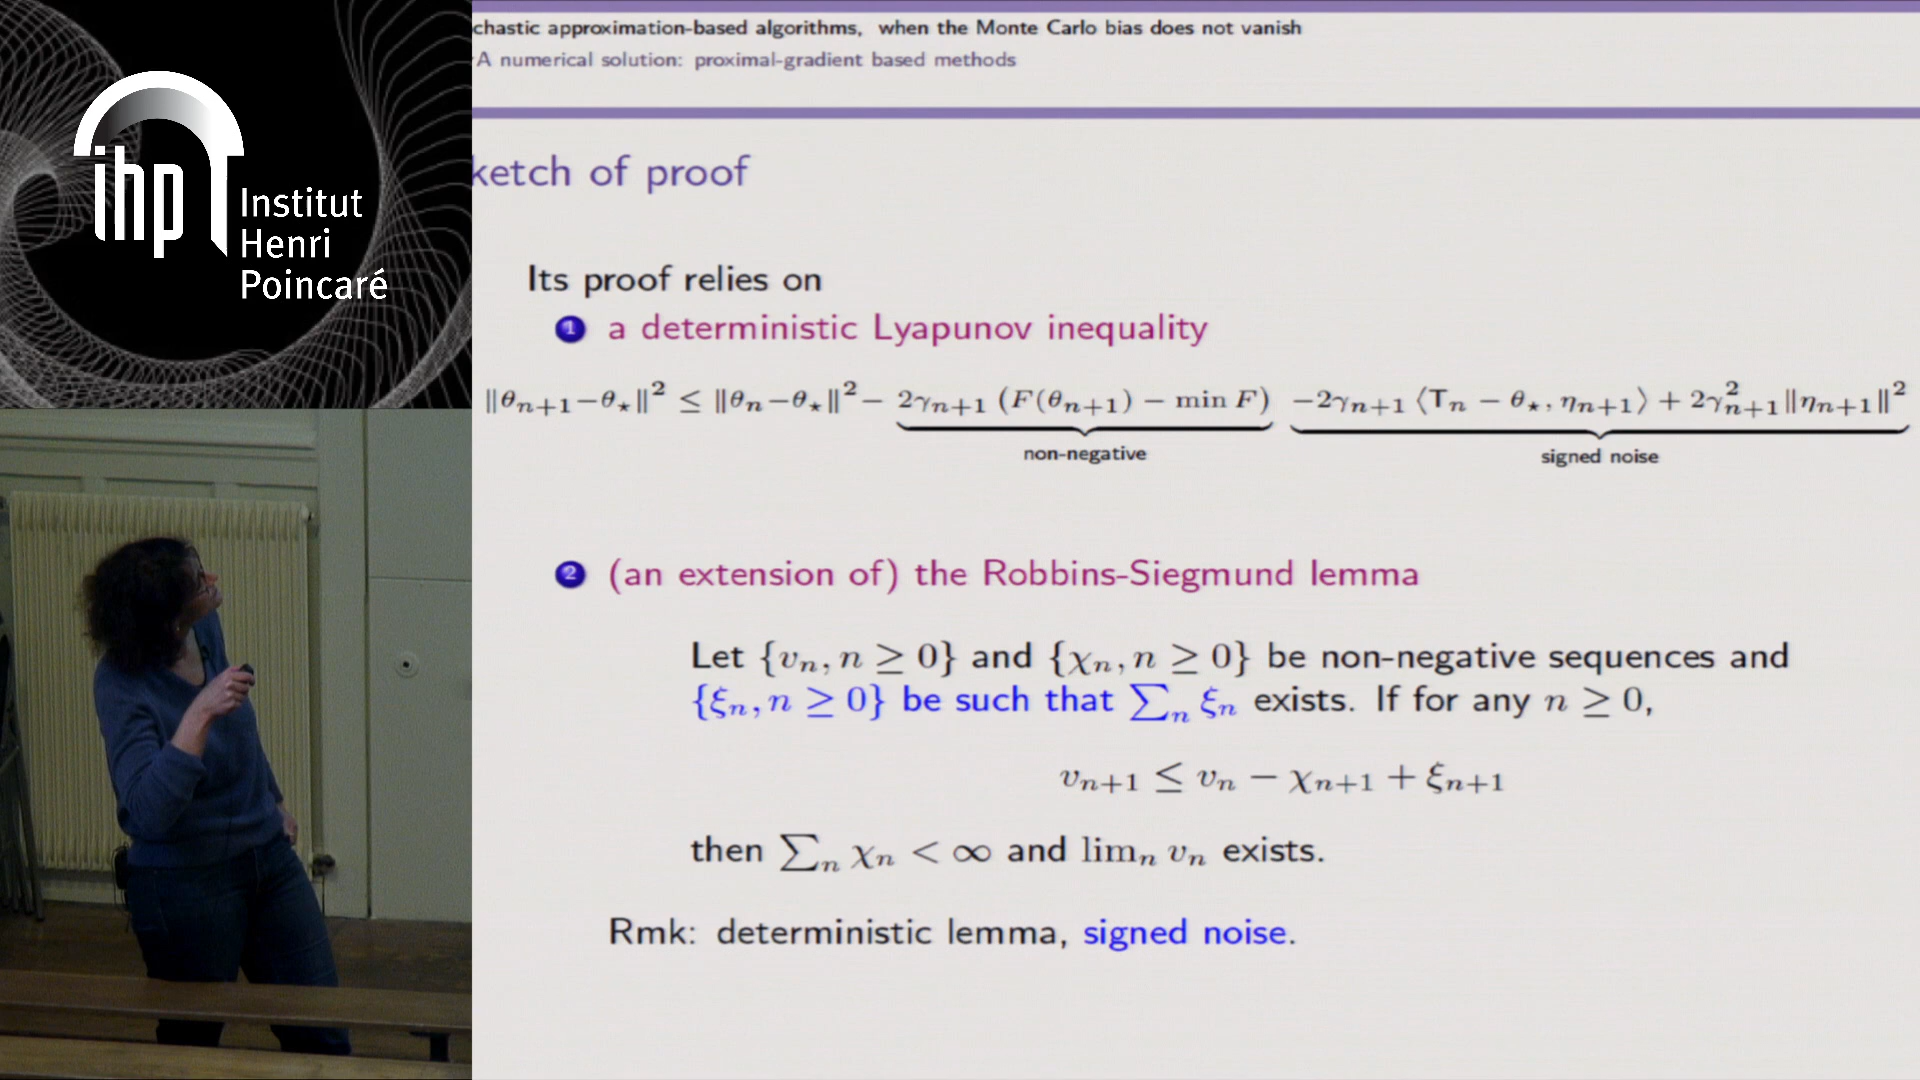 ihp Institut
Henri
Poincaré
chastic approximation-based algorithms, when the Monte Carlo bias does not vanish
A numerical solution: proximal-gradient based methods
ketch of proof
Its proof relies on
1 a deterministic Lyapunov inequality
‖θₙ₊₁−θ⋆‖² ≤ ‖θₙ−θ⋆‖² − 2γₙ₊₁ (F(θₙ₊₁) − min F) −2γₙ₊₁ ⟨Tₙ − θ⋆, ηₙ₊₁⟩ + 2γ²ₙ₊₁‖ηₙ₊₁‖²
non-negative signed noise
2 (an extension of) the Robbins-Siegmund lemma
Let {vₙ, n ≥ 0} and {χₙ, n ≥ 0} be non-negative sequences and
{ξₙ, n ≥ 0} be such that ∑ₙ ξₙ exists. If for any n ≥ 0,
vₙ₊₁ ≤ vₙ − χₙ₊₁ + ξₙ₊₁
then ∑ₙ χₙ < ∞ and limₙ vₙ exists.
Rmk: deterministic lemma, signed noise.